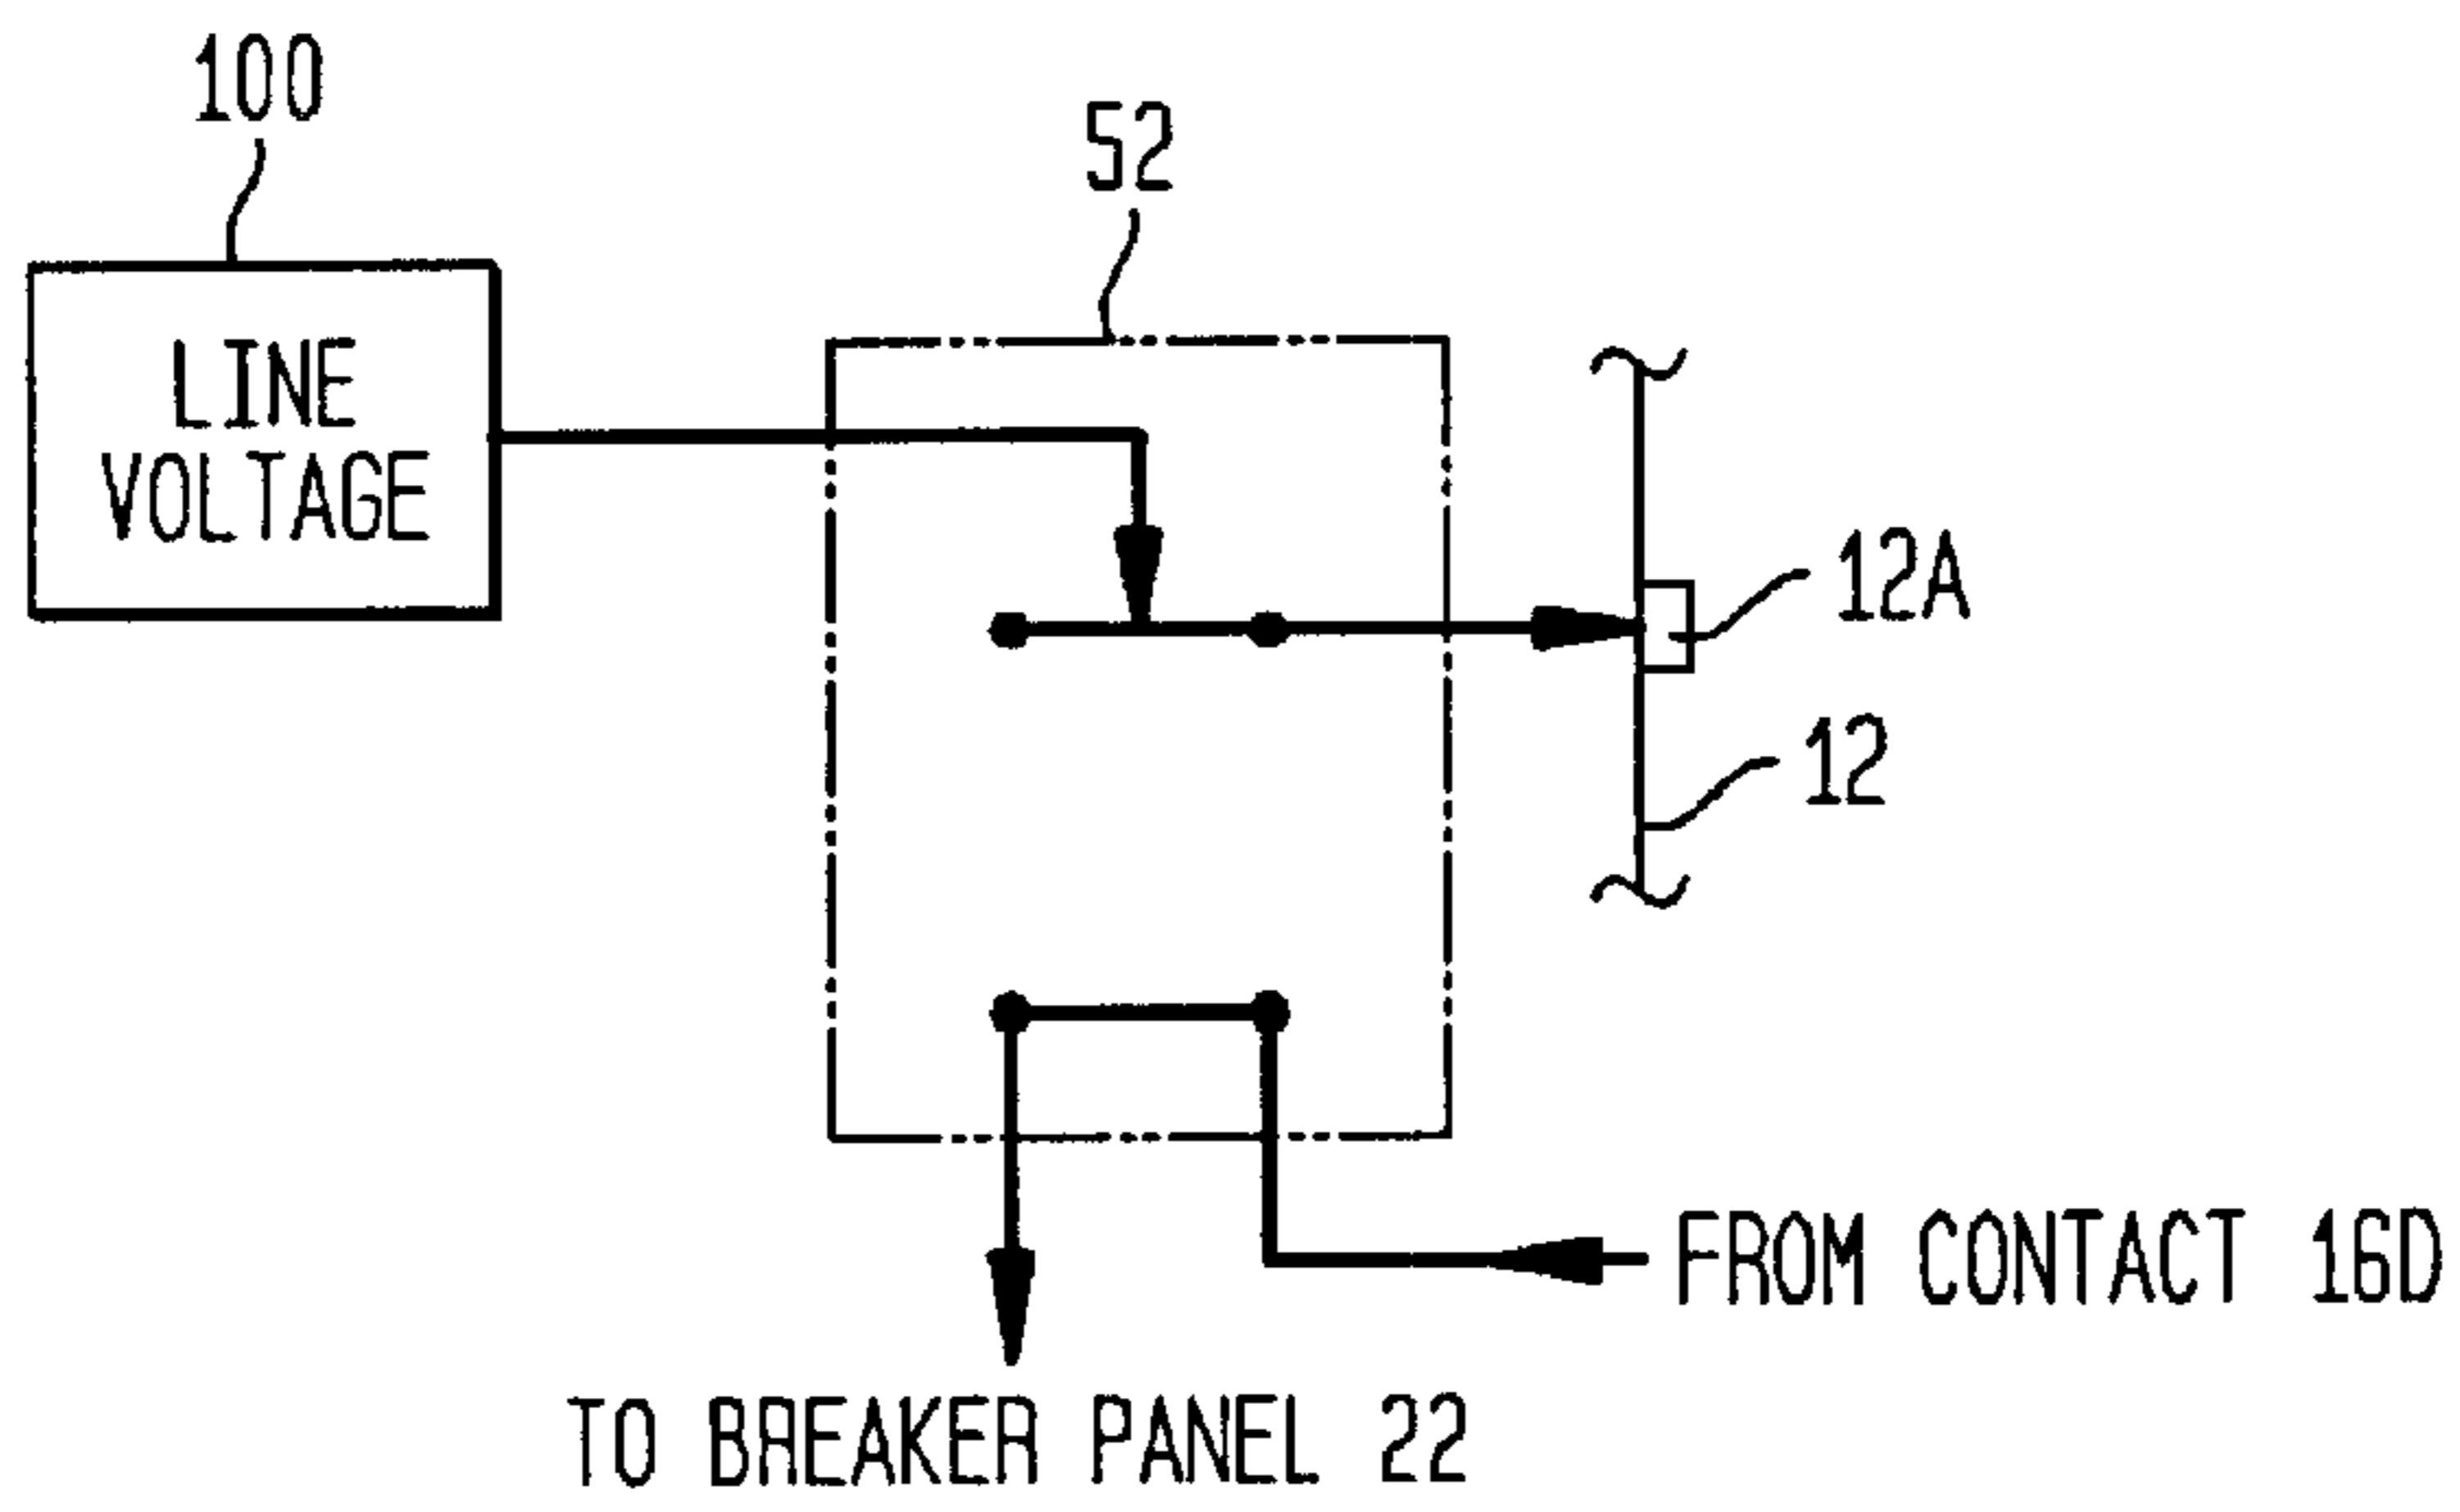 100
52
LINE
VOLTAGE
12A
12
FROM CONTACT 16D
TO BREAKER PANEL 22